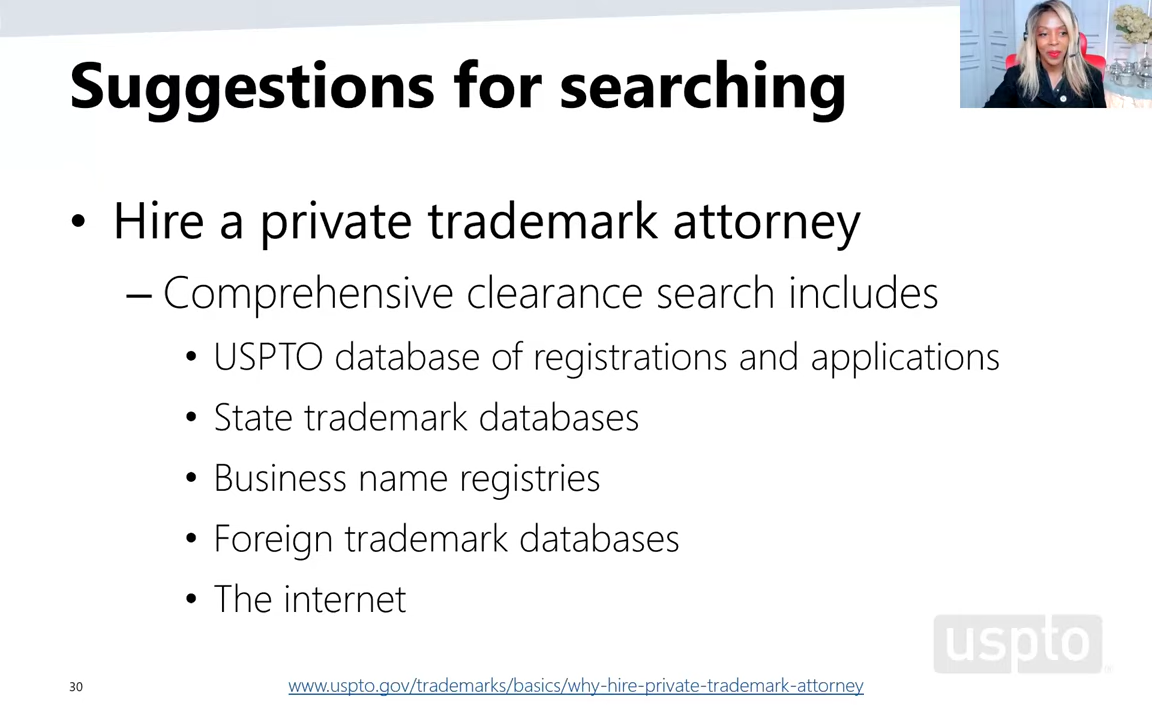 Suggestions for searching
• Hire a private trademark attorney
– Comprehensive clearance search includes
• USPTO database of registrations and applications
• State trademark databases
• Business name registries
• Foreign trademark databases
• The internet
uspto
30
www.uspto.gov/trademarks/basics/why-hire-private-trademark-attorney